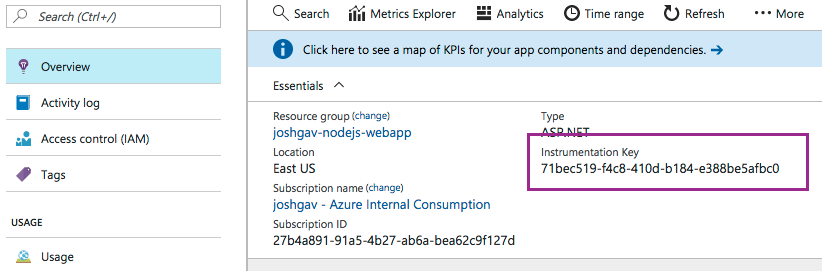 Search (Ctrl+/)
Overview
Activity log
Access control (IAM)
Tags
USAGE
Usage
Search Metrics Explorer Analytics Time range Refresh ••• More
Click here to see a map of KPIs for your app components and dependencies. →
Essentials
Resource group (change)
joshgav-nodejs-webapp
Location
East US
Subscription name (change)
joshgav - Azure Internal Consumption
Subscription ID
27b4a891-91a5-4b27-ab6a-bea62c9f127d
Type
ASP.NET
Instrumentation Key
71bec519-f4c8-410d-b184-e388be5afbc0